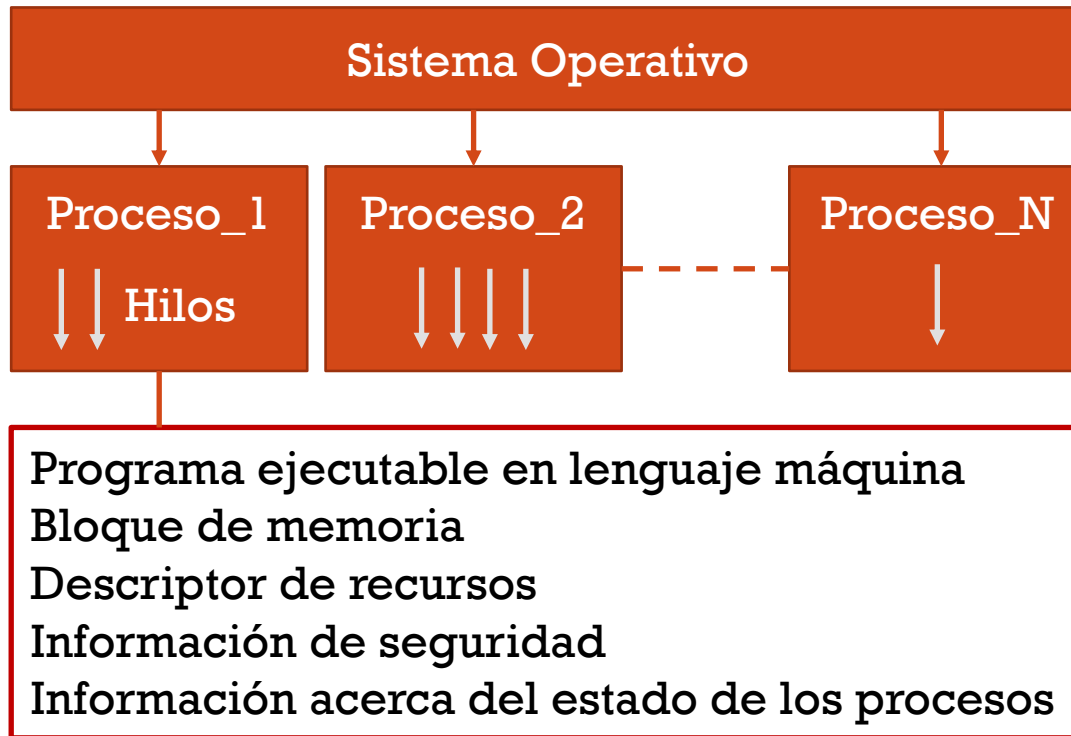 Sistema Operativo
Proceso_1
Proceso_2
Proceso_N
Hilos
Programa ejecutable en lenguaje máquina
Bloque de memoria
Descriptor de recursos
Información de seguridad
Información acerca del estado de los procesos